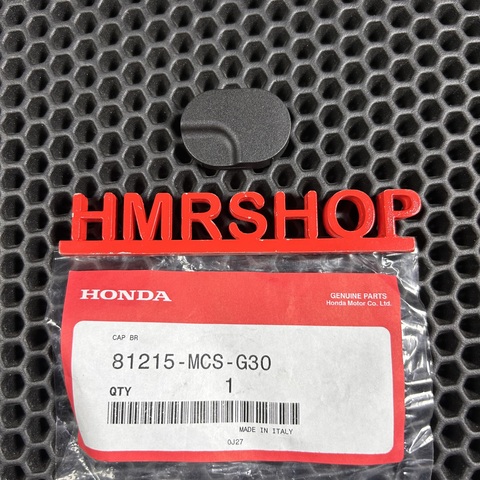 HMRSHOP
HONDA
GENUINE PARTS
Honda Motor Co. Ltd.
CAP BR
81215-MCS-G30
QTY 1
MADE IN ITALY
0J27